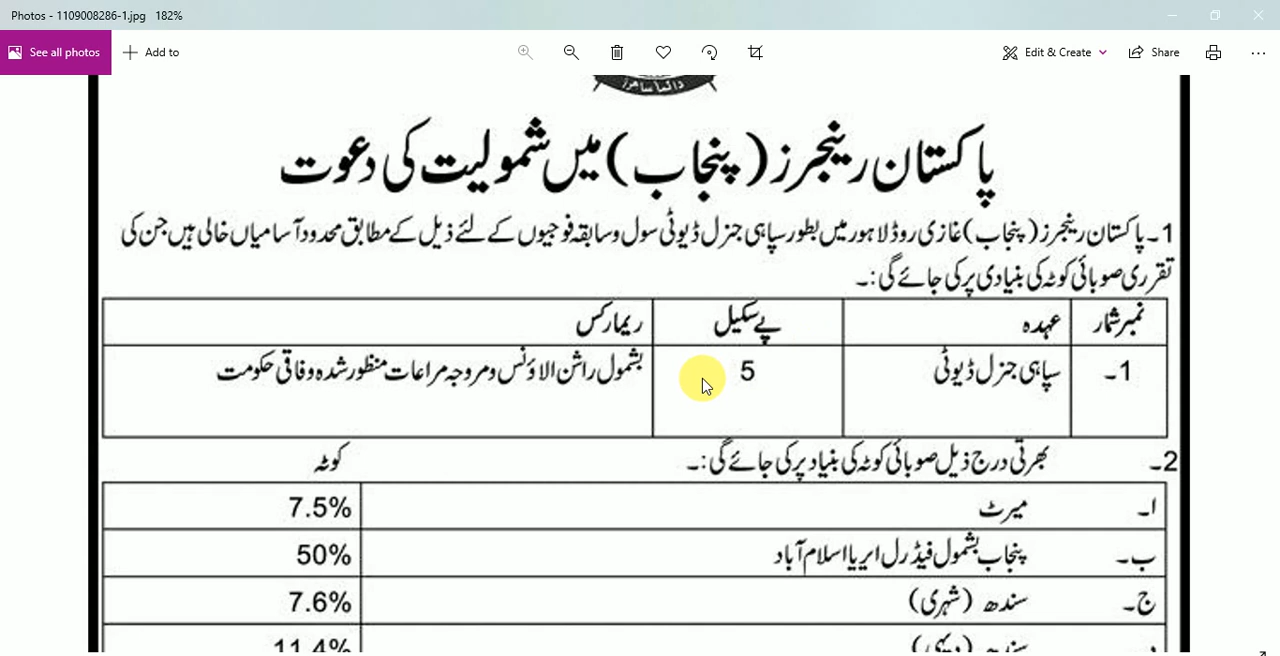 Photos - 1109008286-1.jpg 182%
See all photos
Add to
Edit & Create
Share
پاکستان رینجرز (پنجاب) میں شمولیت کی دعوت
1۔ پاکستان رینجرز (پنجاب) غازی روڈ لاہور میں بطور سپاہی جنرل ڈیوٹی سول و سابقہ فوجیوں کے لئے ذیل کے مطابق محدود آسامیاں خالی ہیں جن کی
تقرری صوبائی کوٹہ کی بنیادی پر کی جائے گی:۔
نمبر شمار عہدہ پے سکیل ریمارکس
1۔ سپاہی جنرل ڈیوٹی 5 بشمول راشن الاؤنس و مروجہ مراعات منظور شدہ وفاقی حکومت
2۔ بھرتی درج ذیل صوبائی کوٹہ کی بنیاد پر کی جائے گی:۔ کوٹہ
ا۔ میرٹ 7.5%
ب۔ پنجاب بشمول فیڈرل ایریا اسلام آباد 50%
ج۔ سندھ (شہری) 7.6%
د۔ سندھ (دیہی) 11.4%